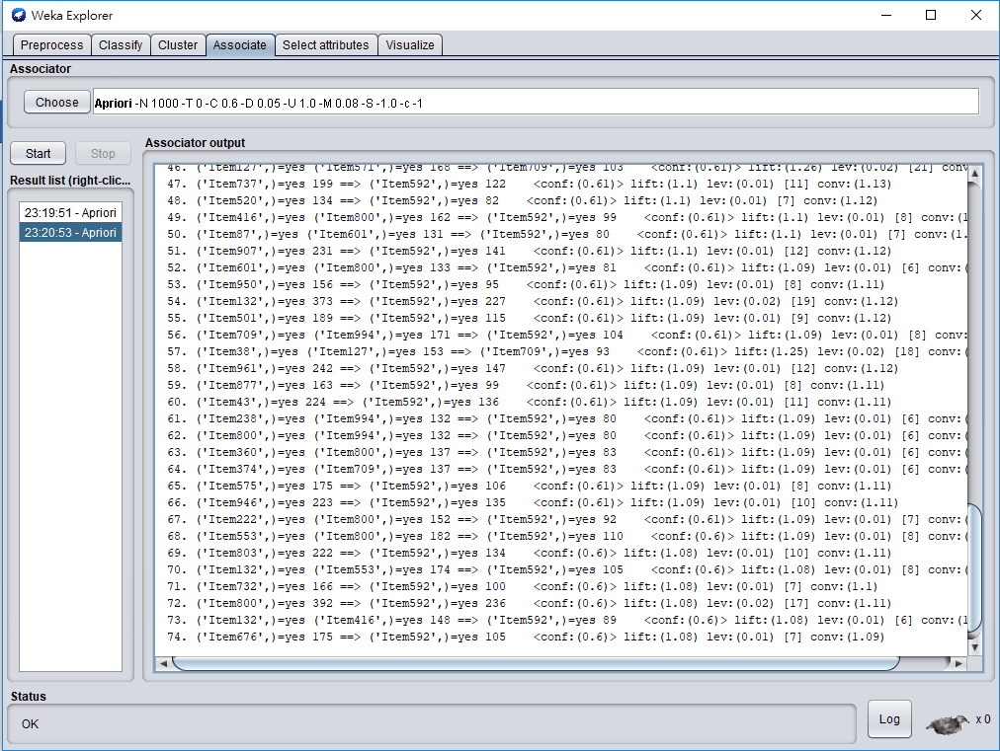 Weka Explorer
Preprocess Classify Cluster Associate Select attributes Visualize
Associator
Choose Apriori -N 1000 -T 0 -C 0.6 -D 0.05 -U 1.0 -M 0.08 -S -1.0 -c -1
Start Stop
Result list (right-clic...
23:19:51 - Apriori
23:20:53 - Apriori
Associator output
46. ('Item127',)=yes ('Item571',)=yes 168 ==> ('Item709',)=yes 103 <conf:(0.61)> lift:(1.26) lev:(0.02) [21] conv:(
47. ('Item737',)=yes 199 ==> ('Item592',)=yes 122 <conf:(0.61)> lift:(1.1) lev:(0.01) [11] conv:(1.13)
48. ('Item520',)=yes 134 ==> ('Item592',)=yes 82 <conf:(0.61)> lift:(1.1) lev:(0.01) [7] conv:(1.12)
49. ('Item416',)=yes ('Item800',)=yes 162 ==> ('Item592',)=yes 99 <conf:(0.61)> lift:(1.1) lev:(0.01) [8] conv:(1
50. ('Item87',)=yes ('Item601',)=yes 131 ==> ('Item592',)=yes 80 <conf:(0.61)> lift:(1.1) lev:(0.01) [7] conv:(1.
51. ('Item907',)=yes 231 ==> ('Item592',)=yes 141 <conf:(0.61)> lift:(1.1) lev:(0.01) [12] conv:(1.12)
52. ('Item601',)=yes ('Item800',)=yes 133 ==> ('Item592',)=yes 81 <conf:(0.61)> lift:(1.09) lev:(0.01) [6] conv:(
53. ('Item950',)=yes 156 ==> ('Item592',)=yes 95 <conf:(0.61)> lift:(1.09) lev:(0.01) [8] conv:(1.11)
54. ('Item132',)=yes 373 ==> ('Item592',)=yes 227 <conf:(0.61)> lift:(1.09) lev:(0.02) [19] conv:(1.12)
55. ('Item501',)=yes 189 ==> ('Item592',)=yes 115 <conf:(0.61)> lift:(1.09) lev:(0.01) [9] conv:(1.12)
56. ('Item709',)=yes ('Item994',)=yes 171 ==> ('Item592',)=yes 104 <conf:(0.61)> lift:(1.09) lev:(0.01) [8] conv:
57. ('Item38',)=yes ('Item127',)=yes 153 ==> ('Item709',)=yes 93 <conf:(0.61)> lift:(1.25) lev:(0.02) [18] conv:(
58. ('Item961',)=yes 242 ==> ('Item592',)=yes 147 <conf:(0.61)> lift:(1.09) lev:(0.01) [12] conv:(1.12)
59. ('Item877',)=yes 163 ==> ('Item592',)=yes 99 <conf:(0.61)> lift:(1.09) lev:(0.01) [8] conv:(1.11)
60. ('Item43',)=yes 224 ==> ('Item592',)=yes 136 <conf:(0.61)> lift:(1.09) lev:(0.01) [11] conv:(1.11)
61. ('Item238',)=yes ('Item994',)=yes 132 ==> ('Item592',)=yes 80 <conf:(0.61)> lift:(1.09) lev:(0.01) [6] conv:(
62. ('Item800',)=yes ('Item994',)=yes 132 ==> ('Item592',)=yes 80 <conf:(0.61)> lift:(1.09) lev:(0.01) [6] conv:(
63. ('Item360',)=yes ('Item800',)=yes 137 ==> ('Item592',)=yes 83 <conf:(0.61)> lift:(1.09) lev:(0.01) [6] conv:(
64. ('Item374',)=yes ('Item709',)=yes 137 ==> ('Item592',)=yes 83 <conf:(0.61)> lift:(1.09) lev:(0.01) [6] conv:(
65. ('Item575',)=yes 175 ==> ('Item592',)=yes 106 <conf:(0.61)> lift:(1.09) lev:(0.01) [8] conv:(1.11)
66. ('Item946',)=yes 223 ==> ('Item592',)=yes 135 <conf:(0.61)> lift:(1.09) lev:(0.01) [10] conv:(1.11)
67. ('Item222',)=yes ('Item800',)=yes 152 ==> ('Item592',)=yes 92 <conf:(0.61)> lift:(1.09) lev:(0.01) [7] conv:(
68. ('Item553',)=yes ('Item800',)=yes 182 ==> ('Item592',)=yes 110 <conf:(0.6)> lift:(1.09) lev:(0.01) [8] conv:(
69. ('Item803',)=yes 222 ==> ('Item592',)=yes 134 <conf:(0.6)> lift:(1.08) lev:(0.01) [10] conv:(1.11)
70. ('Item132',)=yes ('Item553',)=yes 174 ==> ('Item592',)=yes 105 <conf:(0.6)> lift:(1.08) lev:(0.01) [8] conv:(
71. ('Item732',)=yes 166 ==> ('Item592',)=yes 100 <conf:(0.6)> lift:(1.08) lev:(0.01) [7] conv:(1.1)
72. ('Item800',)=yes 392 ==> ('Item592',)=yes 236 <conf:(0.6)> lift:(1.08) lev:(0.02) [17] conv:(1.11)
73. ('Item132',)=yes ('Item416',)=yes 148 ==> ('Item592',)=yes 89 <conf:(0.6)> lift:(1.08) lev:(0.01) [6] conv:(1
74. ('Item676',)=yes 175 ==> ('Item592',)=yes 105 <conf:(0.6)> lift:(1.08) lev:(0.01) [7] conv:(1.09)
Status
OK
Log
x 0